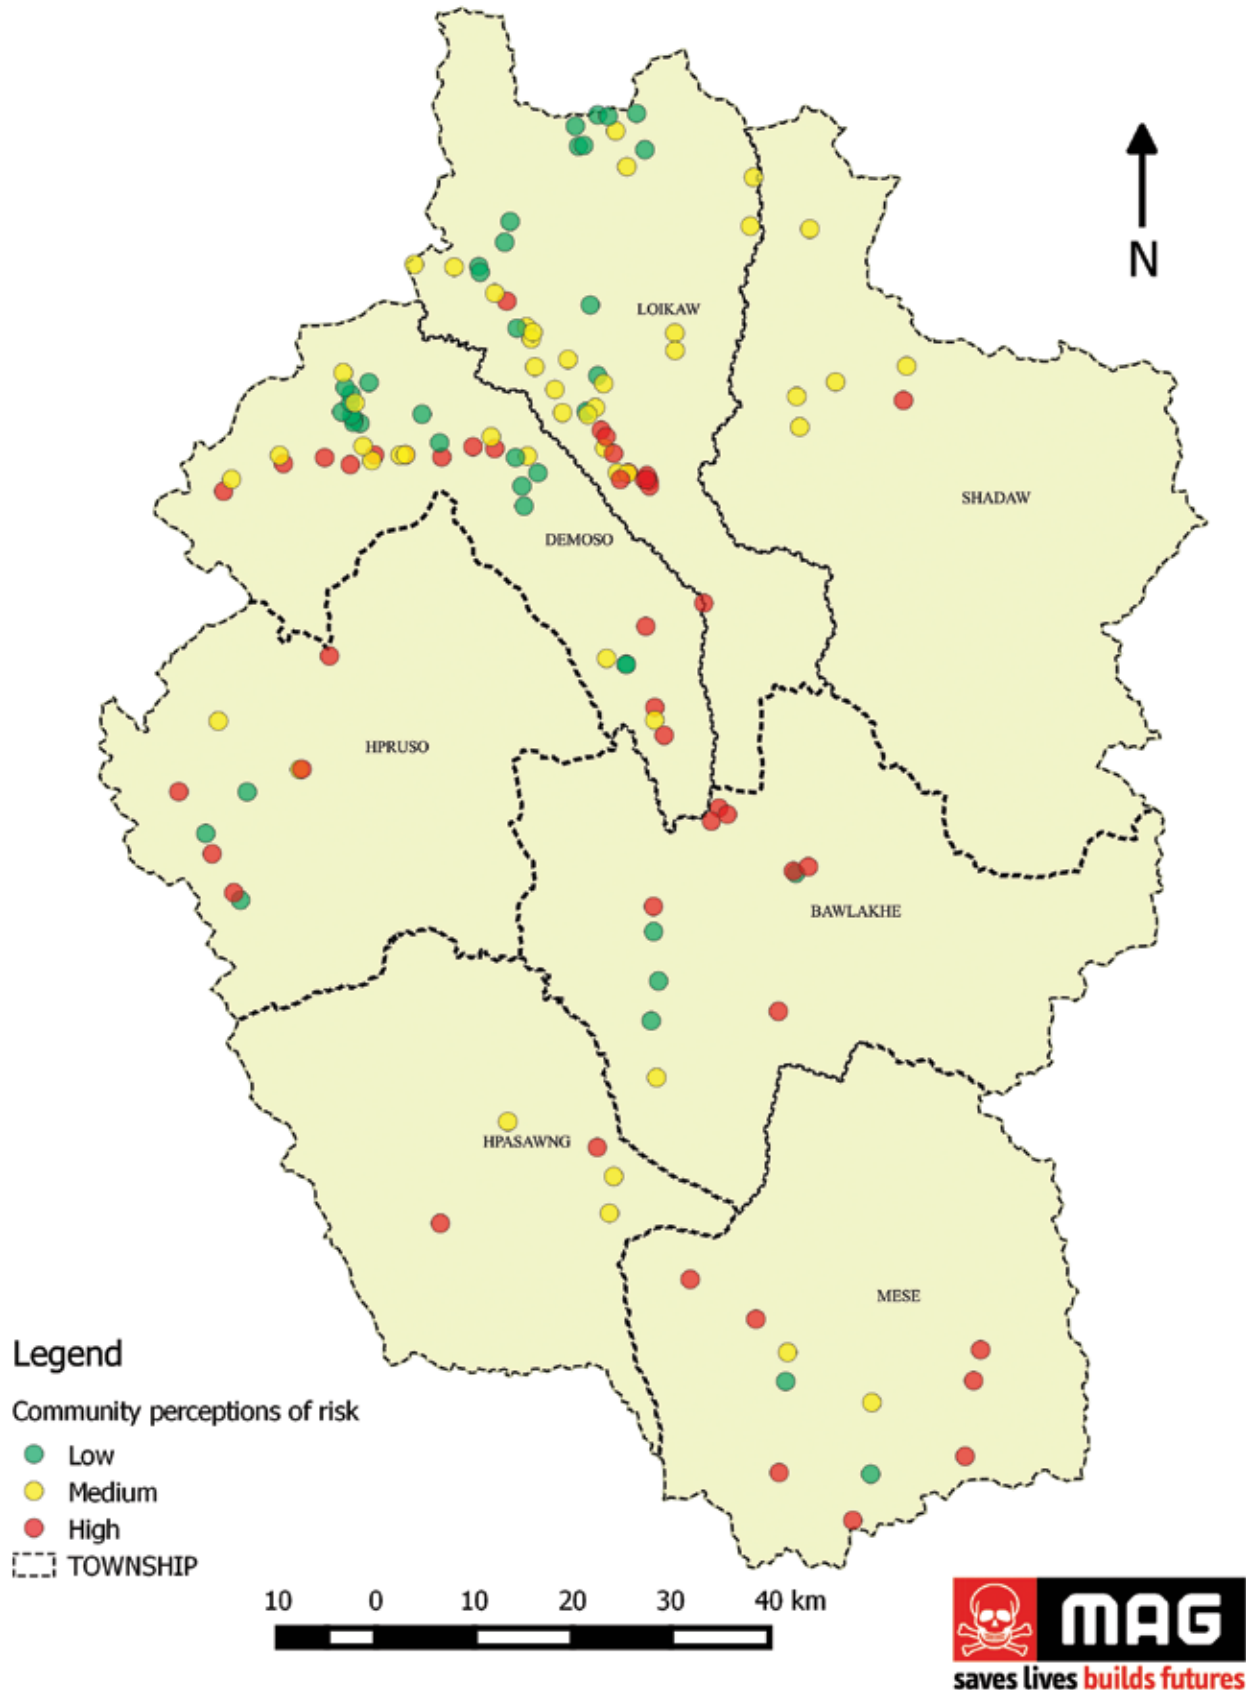 N
LOIKAW
SHADAW
DEMOSO
HPRUSO
BAWLAKHE
HPASAWNG
MESE
Legend
Community perceptions of risk
Low
Medium
High
TOWNSHIP
10 0 10 20 30 40 km
MAG
saves lives builds futures